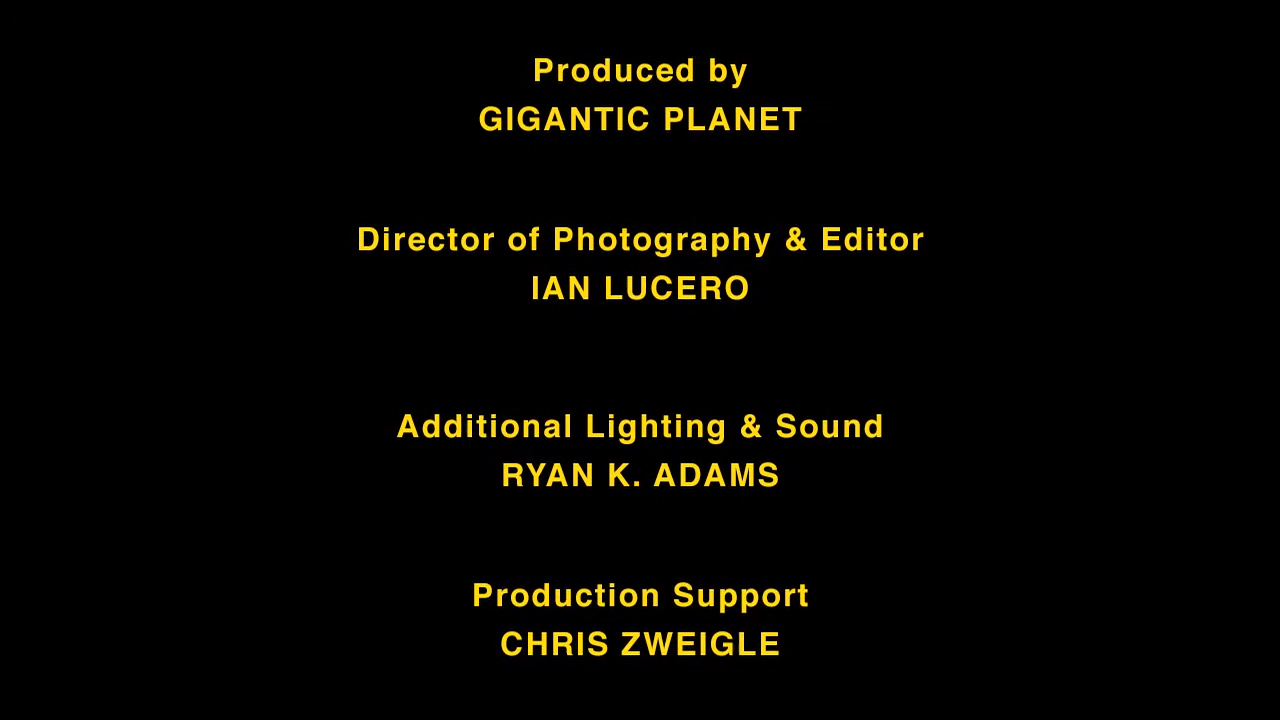 Produced by
GIGANTIC PLANET
Director of Photography & Editor
IAN LUCERO
Additional Lighting & Sound
RYAN K. ADAMS
Production Support
CHRIS ZWEIGLE